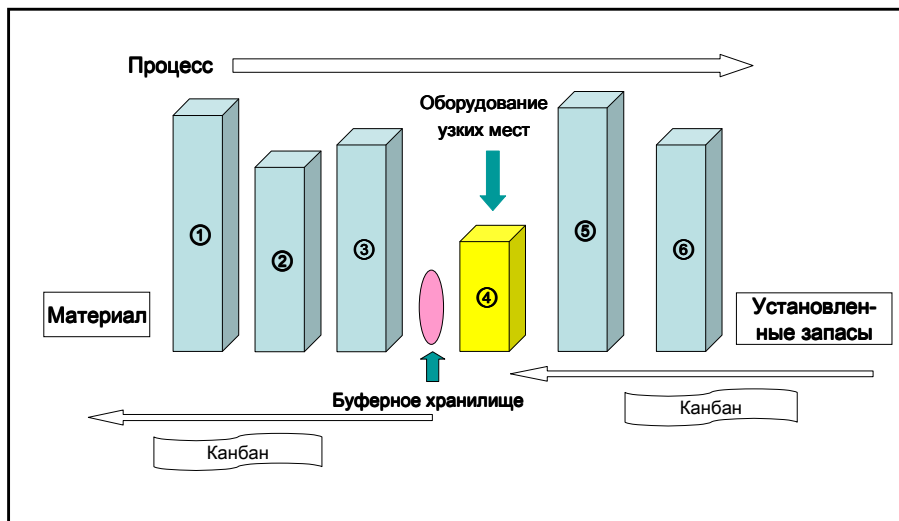 Процесс
Оборудование
узких мест
①
②
③
④
⑤
⑥
Материал
Установлен-
ные запасы
Буферное хранилище
Канбан
Канбан